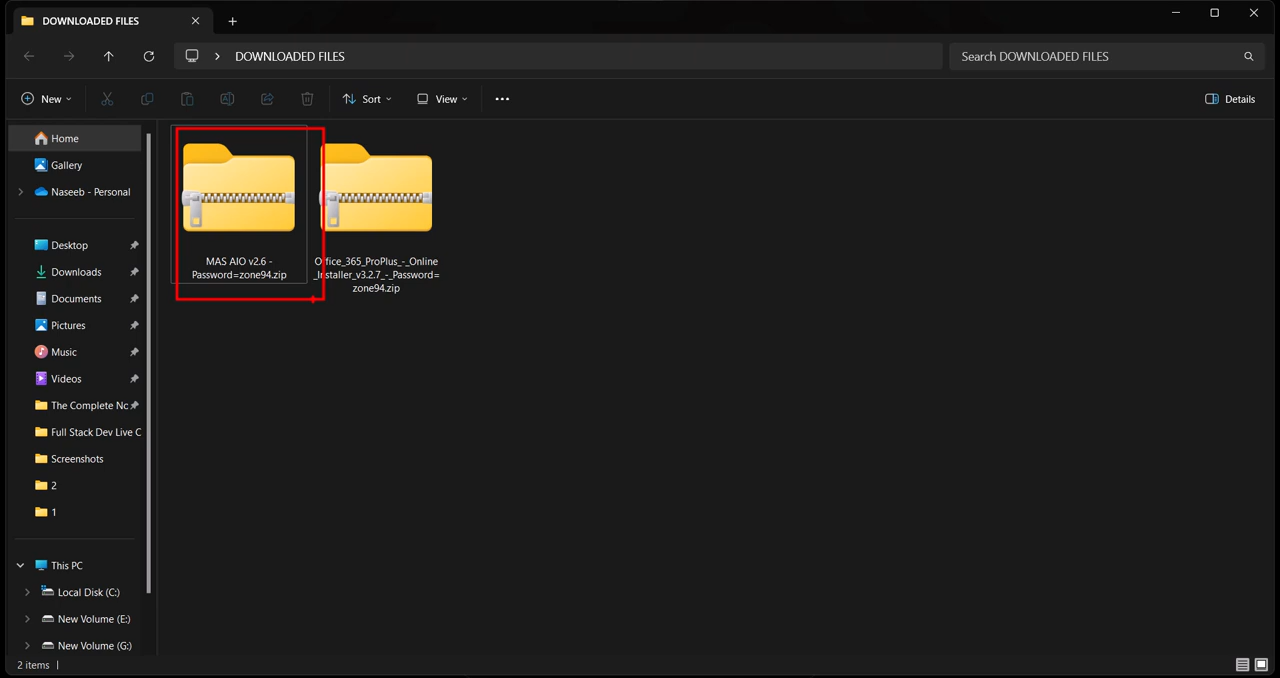 DOWNLOADED FILES
DOWNLOADED FILES
Search DOWNLOADED FILES
New
Sort
View
Details
Home
Gallery
Naseeb - Personal
Desktop
Downloads
Documents
Pictures
Music
Videos
The Complete Nc
Full Stack Dev Live C
Screenshots
2
1
This PC
Local Disk (C:)
New Volume (E:)
New Volume (G:)
MAS AIO v2.6 -
Password=zone94.zip
Office_365_ProPlus_-_Online
_Installer_v3.2.7_-_Password=
zone94.zip
2 items